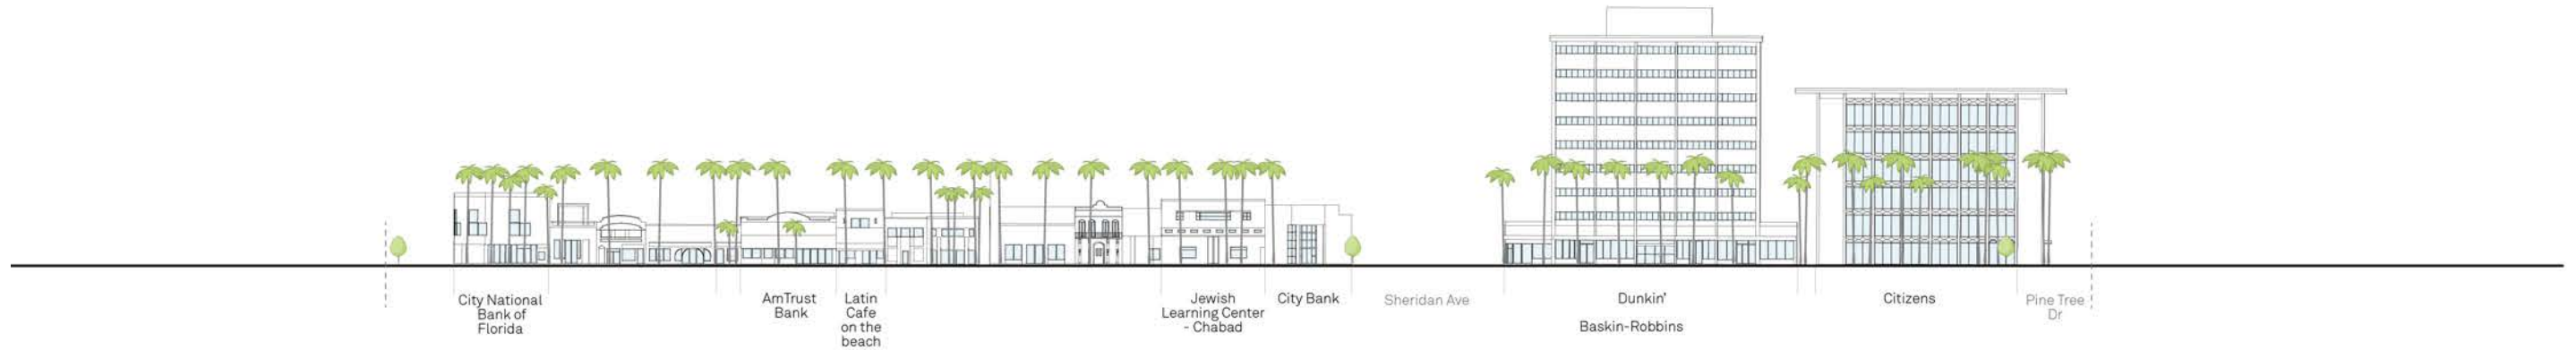 City National
Bank of
Florida
AmTrust
Bank
Latin
Cafe
on the
beach
Jewish
Learning Center
- Chabad
City Bank
Sheridan Ave
Dunkin'
Baskin-Robbins
Citizens
Pine Tree
Dr